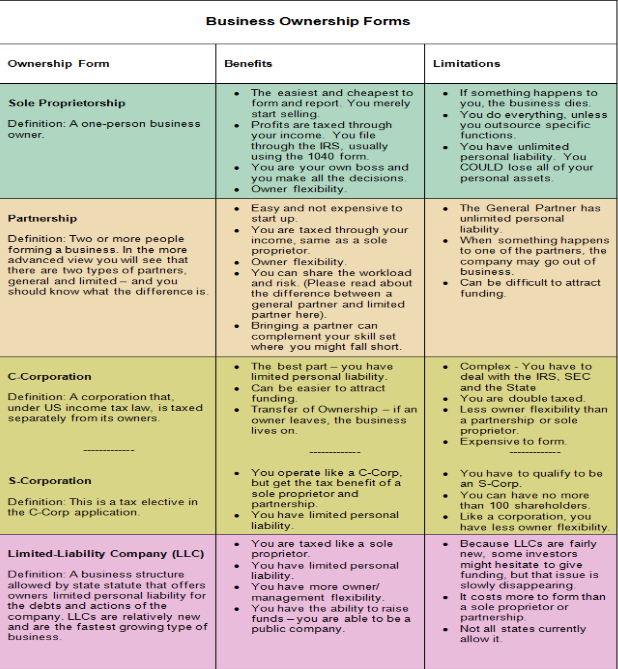 Business Ownership Forms
Ownership Form
Benefits
Limitations
Sole Proprietorship
Definition: A one-person business
owner.
• The easiest and cheapest to
form and report. You merely
start selling.
• Profits are taxed through
your income. You file
through the IRS, usually
using the 1040 form.
• You are your own boss and
you make all the decisions.
• Owner flexibility.
• If something happens to
you, the business dies.
• You do everything, unless
you outsource specific
functions.
• You have unlimited
personal liability. You
COULD lose all of your
personal assets.
Partnership
Definition: Two or more people
forming a business. In the more
advanced view you will see that
there are two types of partners,
general and limited – and you
should know what the difference is.
• Easy and not expensive to
start up.
• You are taxed through your
income, same as a sole
proprietor.
• Owner flexibility.
• You can share the workload
and risk. (Please read about
the difference between a
general partner and limited
partner here).
• Bringing a partner can
complement your skill set
where you might fall short.
• The General Partner has
unlimited personal
liability.
• When something happens
to one of the partners, the
company may go out of
business.
• Can be difficult to attract
funding.
C-Corporation
Definition: A corporation that,
under US income tax law, is taxed
separately from its owners.
-------------
• The best part – you have
limited personal liability.
• Can be easier to attract
funding.
• Transfer of Ownership – if an
owner leaves, the business
lives on.
-------------
• Complex - You have to
deal with the IRS, SEC
and the State
• You are double taxed.
• Less owner flexibility than
a partnership or sole
proprietor.
• Expensive to form.
-------------
S-Corporation
Definition: This is a tax elective in
the C-Corp application.
• You operate like a C-Corp,
but get the tax benefit of a
sole proprietor and
partnership.
• You have limited personal
liability.
• You have to qualify to be
an S-Corp.
• You can have no more
than 100 shareholders.
• Like a corporation, you
have less owner flexibility.
Limited-Liability Company (LLC)
Definition: A business structure
allowed by state statute that offers
owners limited personal liability for
the debts and actions of the
company. LLCs are relatively new
and are the fastest growing type of
business.
• You are taxed like a sole
proprietor.
• You have limited personal
liability.
• You have more owner/
management flexibility.
• You have the ability to raise
funds – you are able to be a
public company.
• Because LLCs are fairly
new, some investors
might hesitate to give
funding, but that issue is
slowly disappearing.
• It costs more to form than
a sole proprietor or
partnership.
• Not all states currently
allow it.